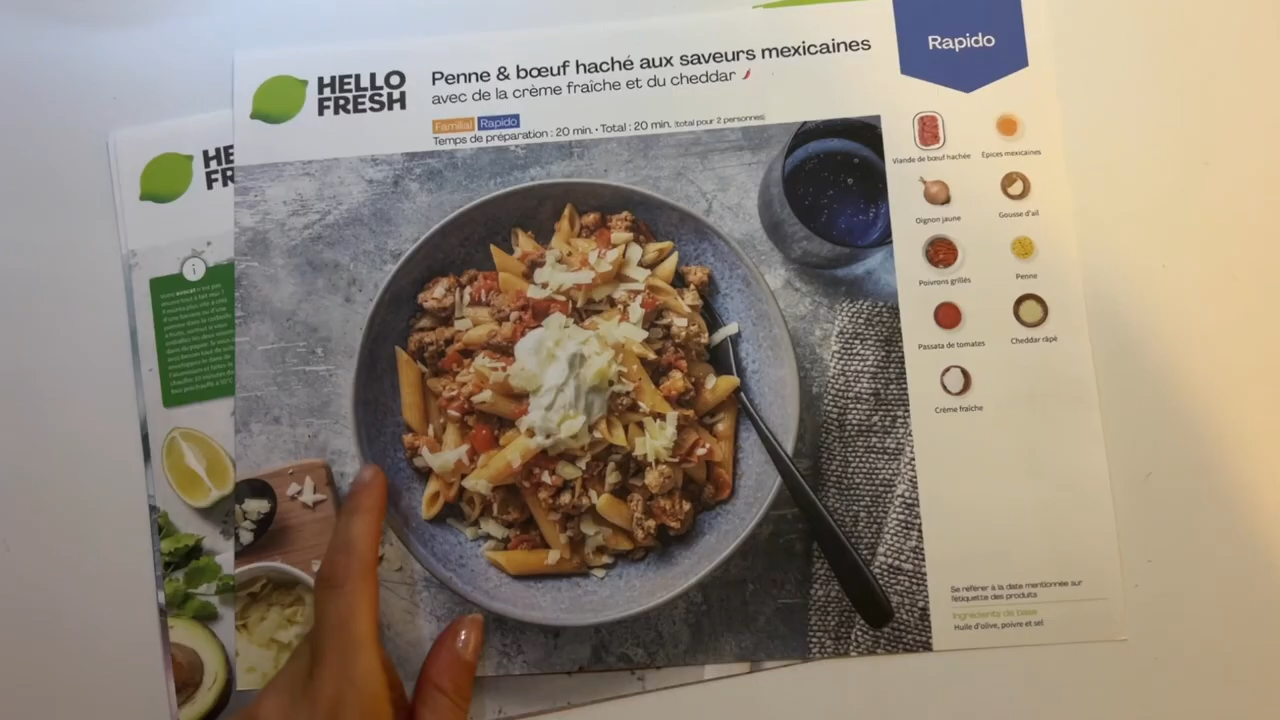 HELLO
FRESH
Penne & bœuf haché aux saveurs mexicaines
avec de la crème fraîche et du cheddar
Familial Rapido
Temps de préparation : 20 min. • Total : 20 min. (total pour 2 personnes)
Rapido
Viande de bœuf hachée
Épices mexicaines
Oignon jaune
Gousse d'ail
Poivrons grillés
Penne
Passata de tomates
Cheddar râpé
Crème fraîche
Se référer à la date mentionnée sur
l'étiquette des produits
Ingrédients de base
Huile d'olive, poivre et sel
HE
FR
i